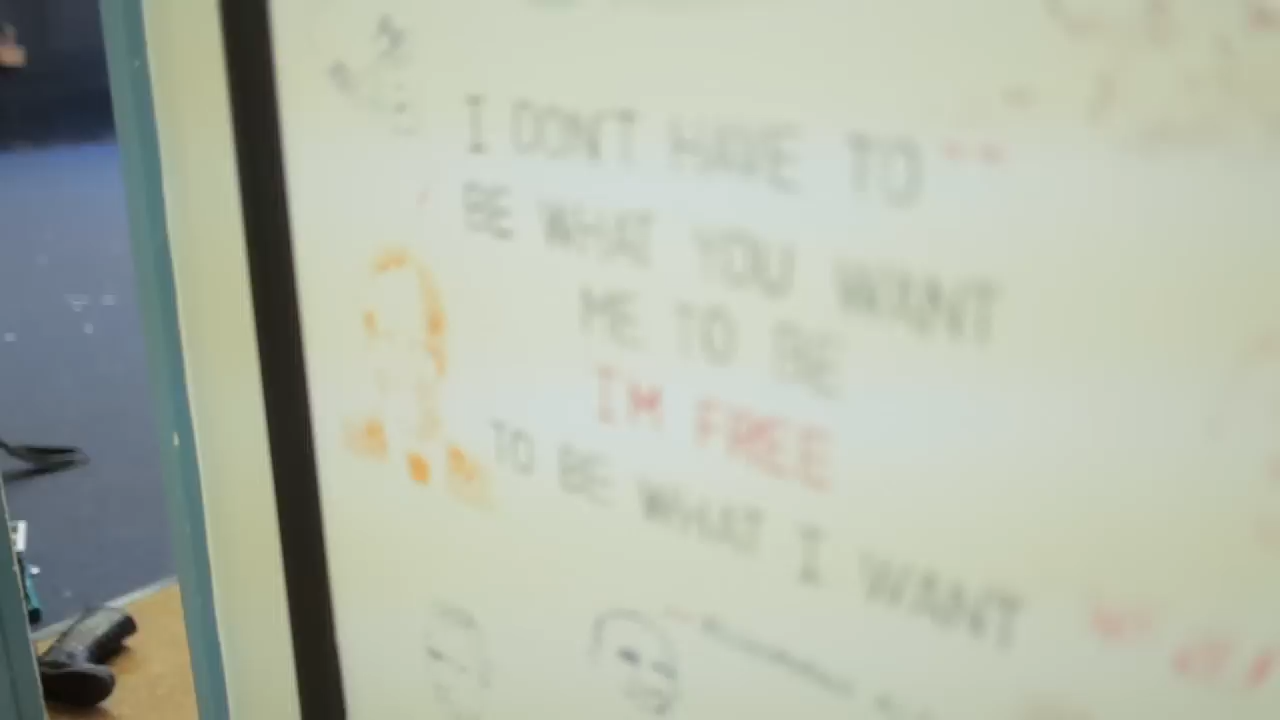 I DON'T HAVE TO
BE WHAT YOU WANT
ME TO BE
I'M FREE
TO BE WHAT I WANT